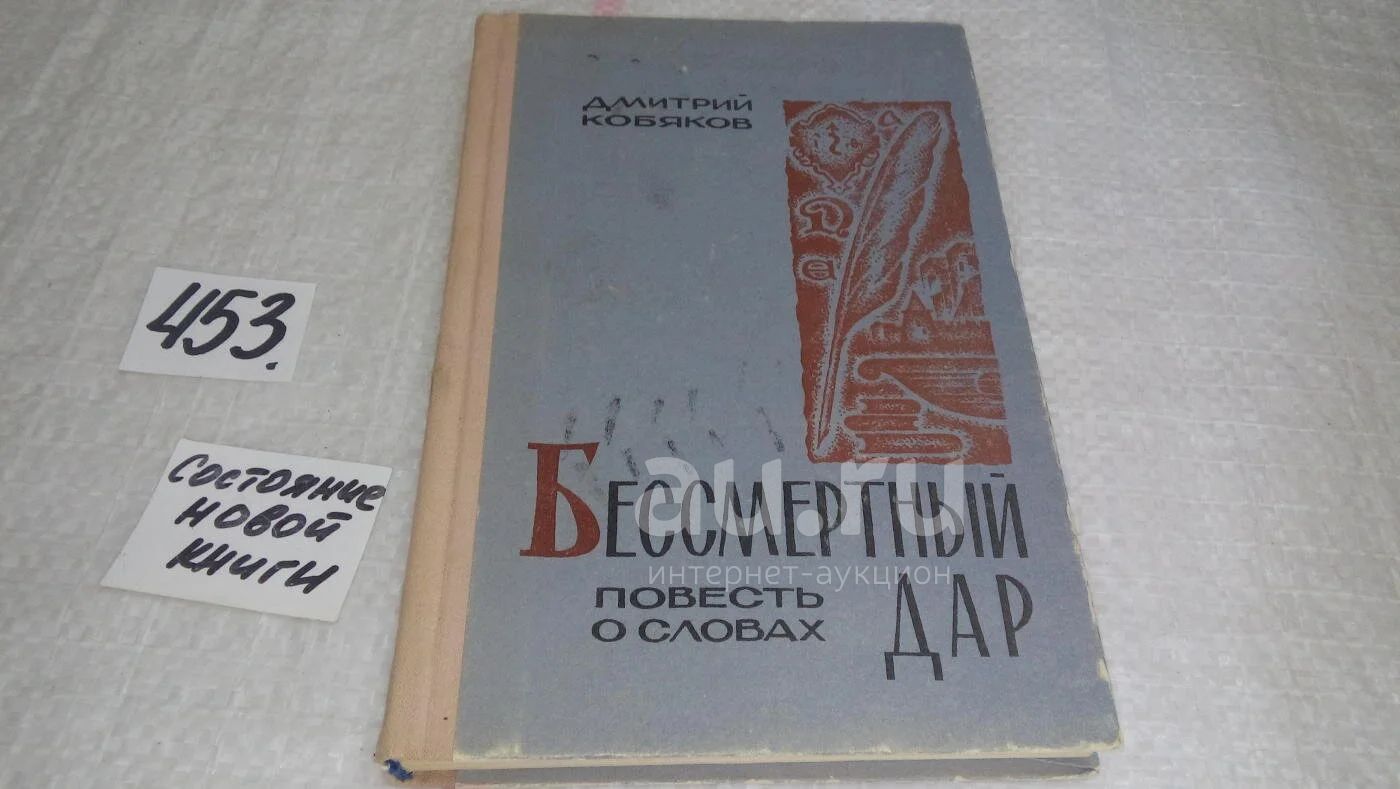 ДМИТРИЙ
КОБЯКОВ
453.
Состояние
новой
книги
БЕССМЕРТНЫЙ
ДАР
ПОВЕСТЬ
О СЛОВАХ
au.ru
интернет-аукцион